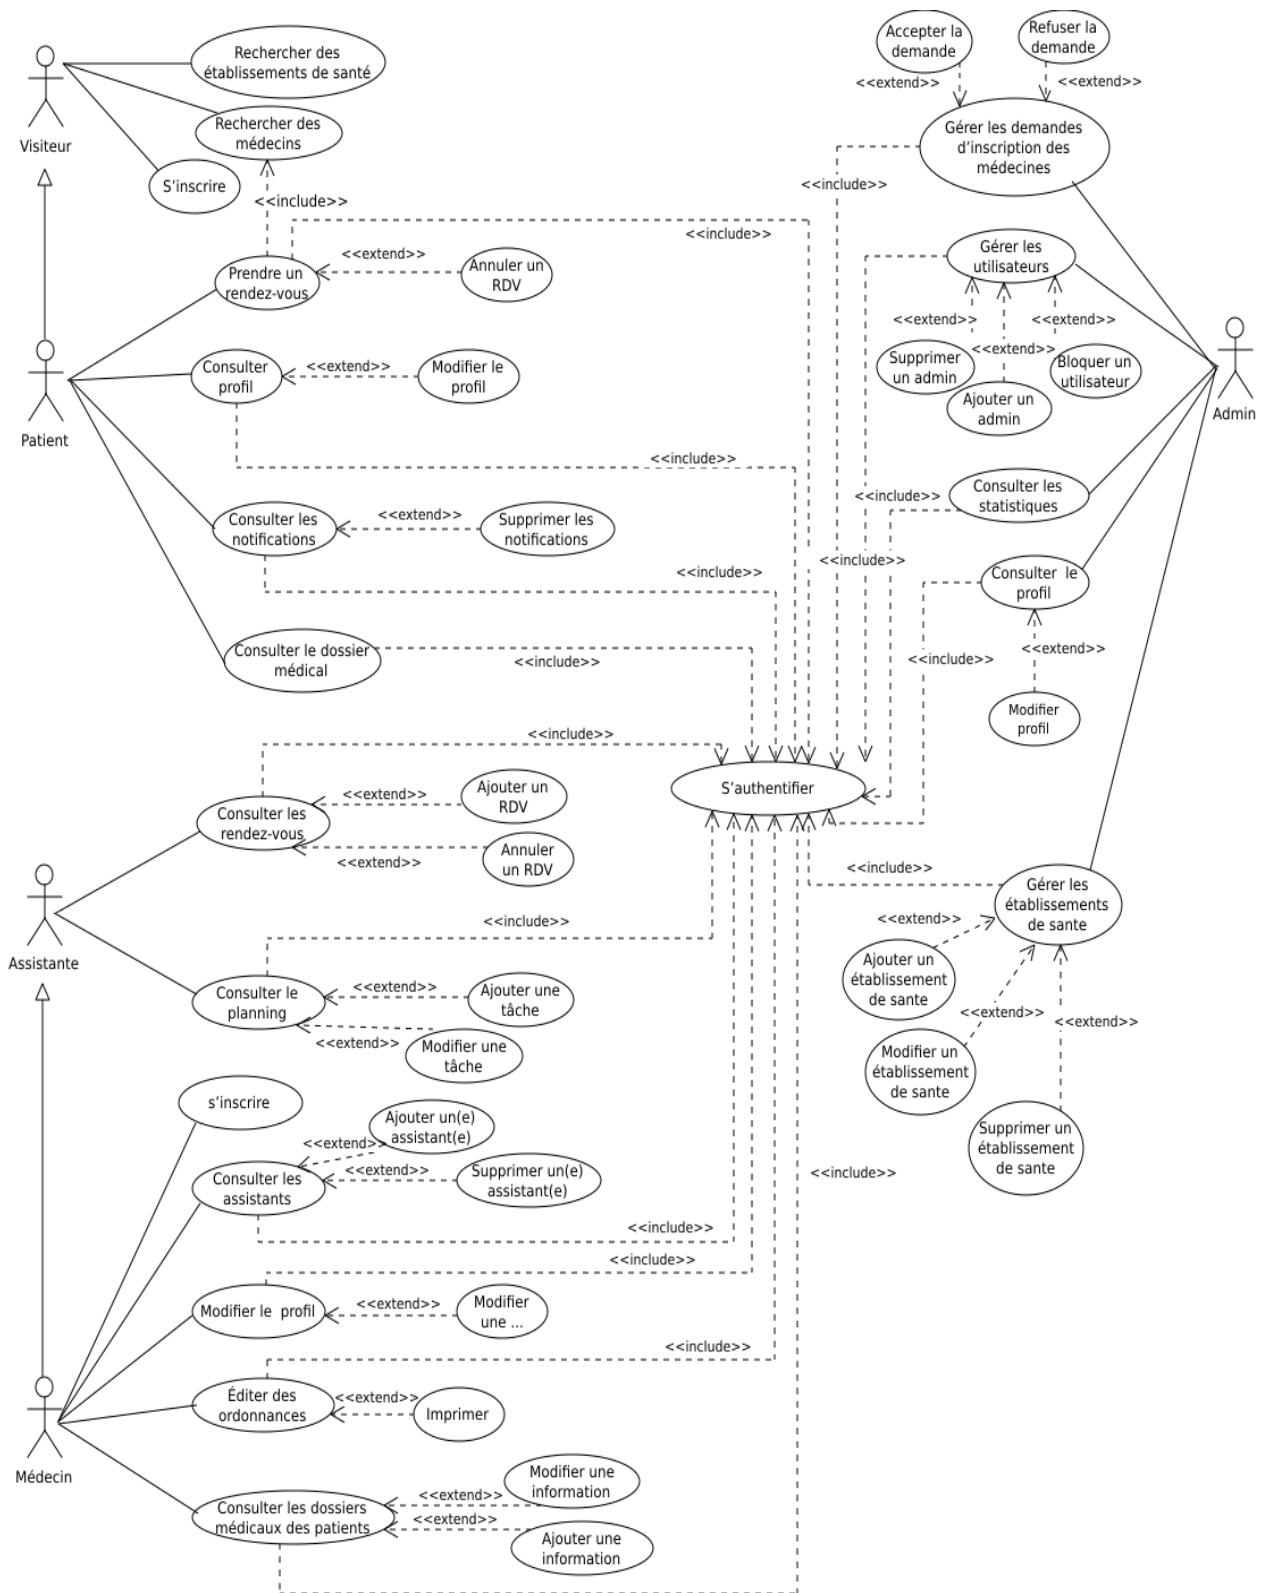 Accepter la
demande
Refuser la
demande
<<extend>>
<<extend>>
Rechercher des
établissements de santé
Rechercher des
médecins
Visiteur
S'inscrire
<<include>>
Gérer les demandes
d'inscription des
médecines
<<include>>
<<include>>
Prendre un
rendez-vous
<<extend>>
Annuler un
RDV
Gérer les
utilisateurs
<<extend>>
<<extend>>
<<extend>>
Supprimer
un admin
Ajouter un
admin
Bloquer un
utilisateur
Admin
Consulter
profil
<<extend>>
Modifier le
profil
Patient
<<include>>
Consulter les
statistiques
<<include>>
Consulter les
notifications
<<extend>>
Supprimer les
notifications
<<include>>
<<include>>
Consulter  le
profil
<<include>>
<<extend>>
Modifier
profil
Consulter le dossier
médical
<<include>>
<<include>>
S'authentifier
Consulter les
rendez-vous
<<extend>>
Ajouter un
RDV
<<extend>>
Annuler
un RDV
<<include>>
Gérer les
établissements
de sante
<<extend>>
Ajouter un
établissement
de sante
<<extend>>
Modifier un
établissement
de sante
<<extend>>
Supprimer un
établissement
de sante
Assistante
<<include>>
Consulter le
planning
<<extend>>
Ajouter une
tâche
<<extend>>
Modifier une
tâche
s'inscrire
Ajouter un(e)
assistant(e)
<<extend>>
Consulter les
assistants
<<extend>>
Supprimer un(e)
assistant(e)
<<include>>
<<include>>
<<include>>
Modifier le  profil
<<extend>>
Modifier
une ...
<<include>>
Éditer des
ordonnances
<<extend>>
Imprimer
Médecin
Consulter les dossiers
médicaux des patients
<<extend>>
Modifier une
information
<<extend>>
Ajouter une
information